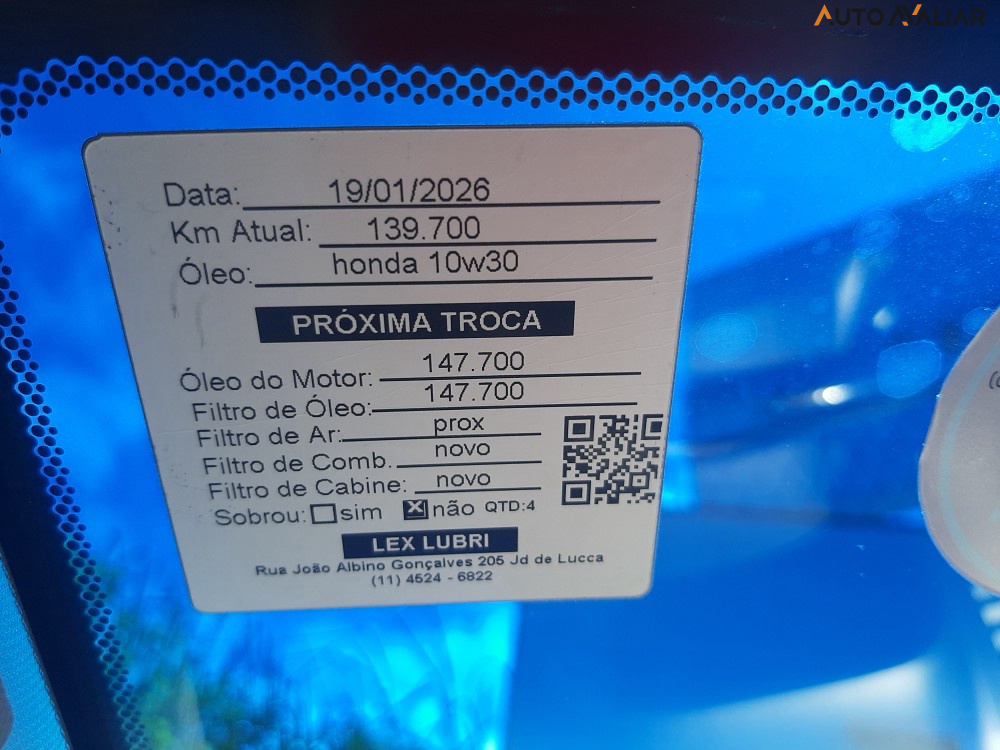 AUTO AVALIAR
Data: 19/01/2026
Km Atual: 139.700
Óleo: honda 10w30
PRÓXIMA TROCA
Óleo do Motor: 147.700
Filtro de Óleo: 147.700
Filtro de Ar: prox
Filtro de Comb. novo
Filtro de Cabine: novo
Sobrou: sim não QTD:4
LEX LUBRI
Rua João Albino Gonçalves 205 Jd de Lucca
(11) 4524 - 6822